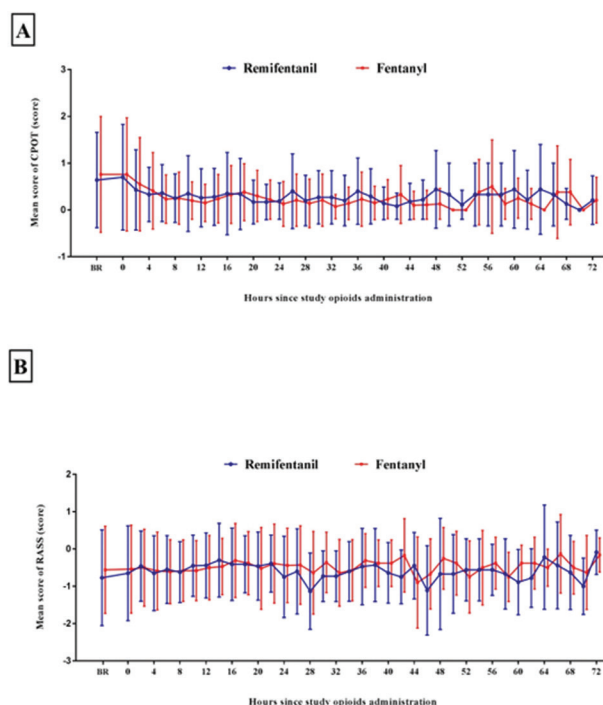 A
Remifentanil Fentanyl
3
2
1
0
-1
Mean score of CPOT (score)
BR 0 4 8 12 16 20 24 28 32 36 40 44 48 52 56 60 64 68 72
Hours since study opioids administration
B
Remifentanil Fentanyl
2
1
0
-1
-2
-3
Mean score of RASS (score)
BR 0 4 8 12 16 20 24 28 32 36 40 44 48 52 56 60 64 68 72
Hours since study opioids administration